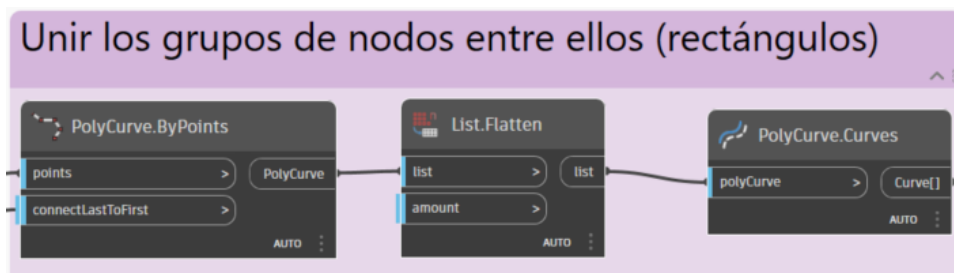 Unir los grupos de nodos entre ellos (rectángulos)
PolyCurve.ByPoints
points >
PolyCurve
connectLastToFirst >
AUTO
List.Flatten
list >
list
amount >
AUTO
PolyCurve.Curves
polyCurve >
Curve[]
AUTO